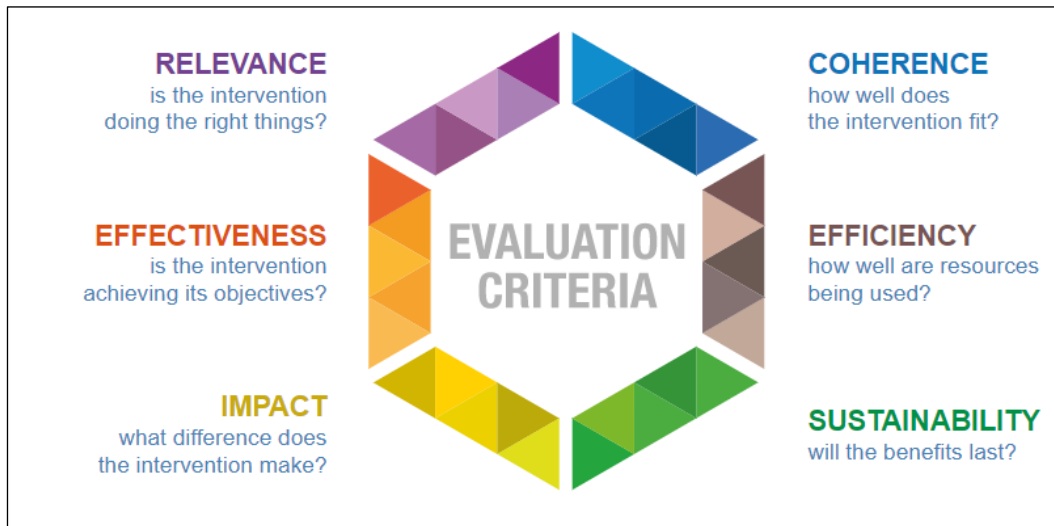 RELEVANCE
is the intervention
doing the right things?
COHERENCE
how well does
the intervention fit?
EFFECTIVENESS
is the intervention
achieving its objectives?
EVALUATION
CRITERIA
EFFICIENCY
how well are resources
being used?
IMPACT
what difference does
the intervention make?
SUSTAINABILITY
will the benefits last?